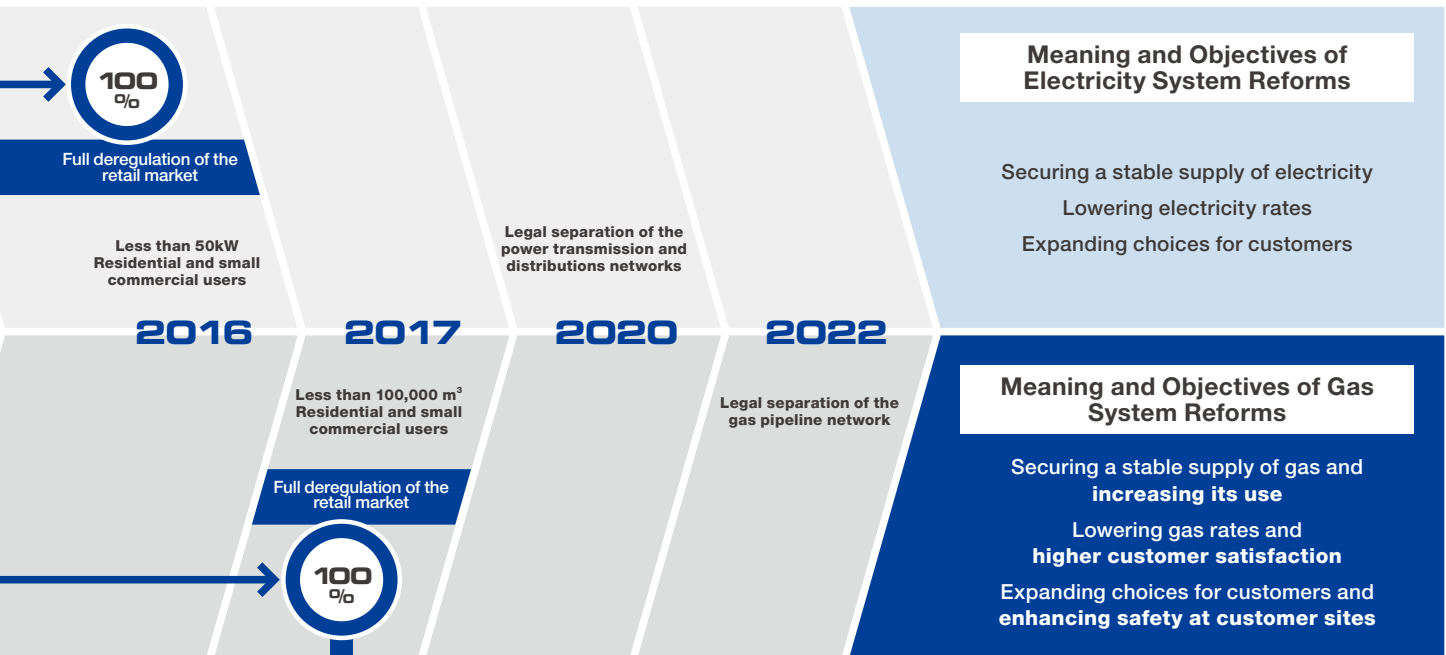 100
%
Full deregulation of the
retail market
Less than 50kW
Residential and small
commercial users
Legal separation of the
power transmission and
distributions networks
Meaning and Objectives of
Electricity System Reforms
Securing a stable supply of electricity
Lowering electricity rates
Expanding choices for customers
2016
2017
2020
2022
Less than 100,000 m³
Residential and small
commercial users
Full deregulation of the
retail market
100
%
Legal separation of the
gas pipeline network
Meaning and Objectives of Gas
System Reforms
Securing a stable supply of gas and
increasing its use
Lowering gas rates and
higher customer satisfaction
Expanding choices for customers and
enhancing safety at customer sites